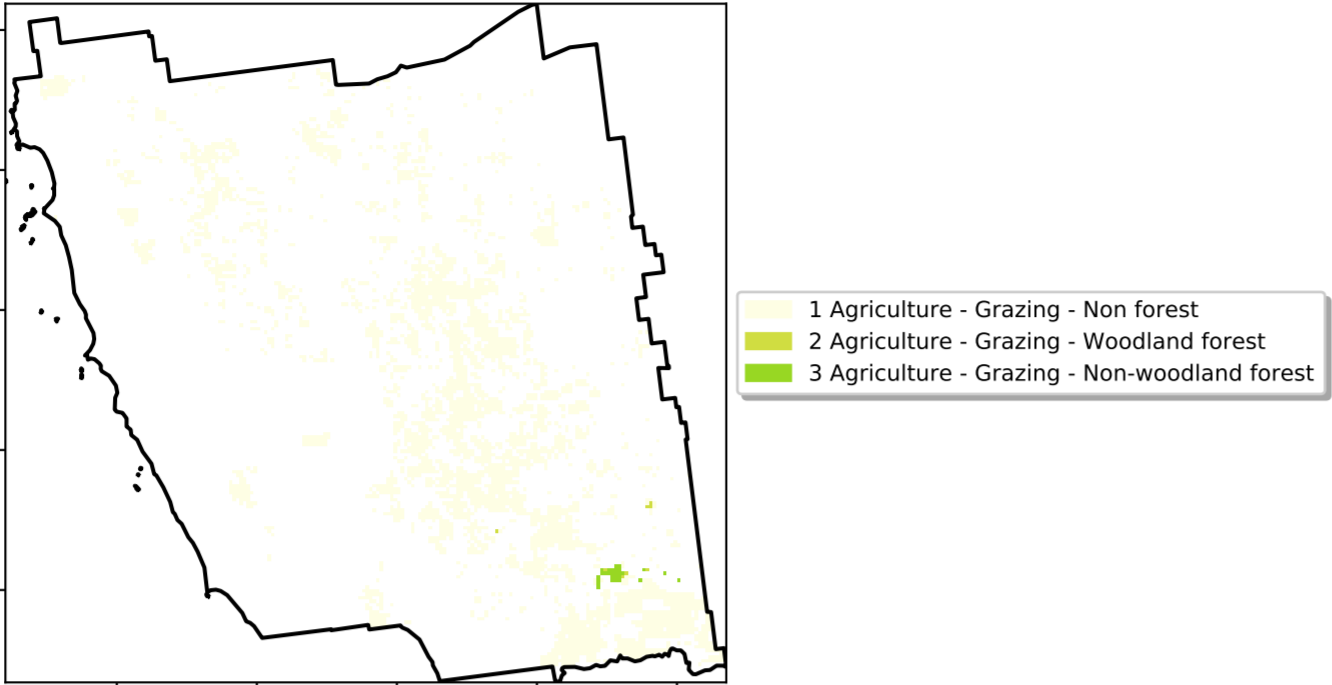 1 Agriculture - Grazing - Non forest
2 Agriculture - Grazing - Woodland forest
3 Agriculture - Grazing - Non-woodland forest